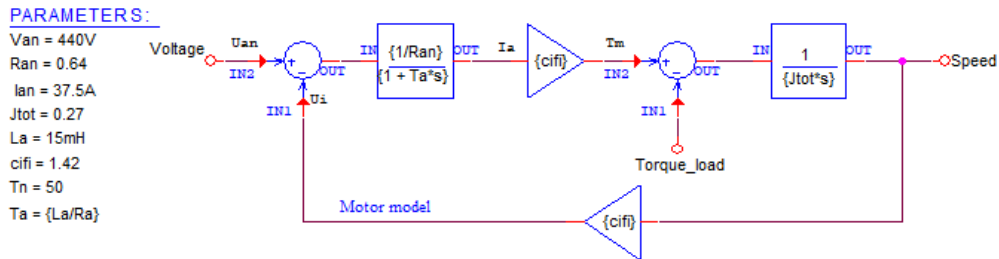 PARAMETERS:
Van = 440V
Ran = 0.64
Ian = 37.5A
Jtot = 0.27
La = 15mH
cifi = 1.42
Tn = 50
Ta = {La/Ra}
Voltage
Uan
IN2
OUT
IN1
Ui
IN
{1/Ran}
{1 + Ta*s}
OUT
Ia
{cifi}
Tm
IN2
OUT
IN1
Torque_load
IN
1
{Jtot*s}
OUT
Speed
Motor model
{cifi}